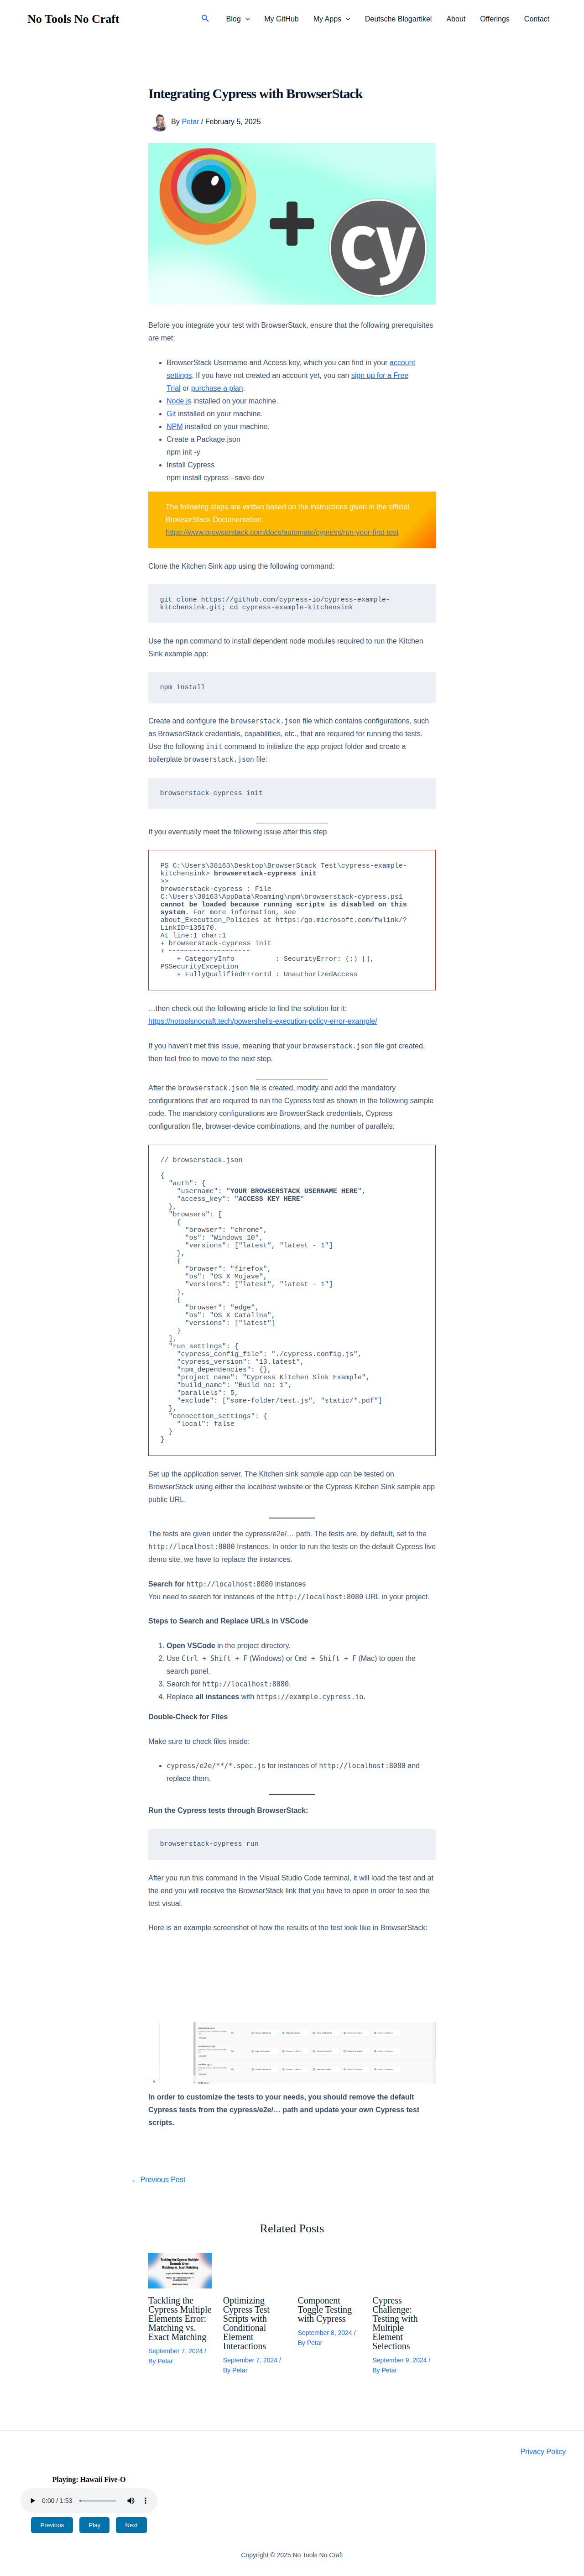 No Tools No Craft
Blog
My GitHub
My Apps
Deutsche Blogartikel
About
Offerings
Contact
Integrating Cypress with BrowserStack
By Petar / February 5, 2025
cy
Before you integrate your test with BrowserStack, ensure that the following prerequisites
are met:
• BrowserStack Username and Access key, which you can find in your account
settings. If you have not created an account yet, you can sign up for a Free
Trial or purchase a plan.
• Node.js installed on your machine.
• Git installed on your machine.
• NPM installed on your machine.
• Create a Package.json
npm init -y
• Install Cypress
npm install cypress –save-dev
The following steps are written based on the instructions given in the official
BrowserStack Documentation:
https://www.browserstack.com/docs/automate/cypress/run-your-first-test
Clone the Kitchen Sink app using the following command:
git clone https://github.com/cypress-io/cypress-example-
kitchensink.git; cd cypress-example-kitchensink
Use the npm command to install dependent node modules required to run the Kitchen
Sink example app:
npm install
Create and configure the browserstack.json file which contains configurations, such
as BrowserStack credentials, capabilities, etc., that are required for running the tests.
Use the following init command to initialize the app project folder and create a
boilerplate browserstack.json file:
browserstack-cypress init
If you eventually meet the following issue after this step
PS C:\Users\38163\Desktop\BrowserStack Test\cypress-example-
kitchensink> browserstack-cypress init
>>
browserstack-cypress : File
C:\Users\38163\AppData\Roaming\npm\browserstack-cypress.ps1
cannot be loaded because running scripts is disabled on this
system. For more information, see
about_Execution_Policies at https:/go.microsoft.com/fwlink/?
LinkID=135170.
At line:1 char:1
+ browserstack-cypress init
+ ~~~~~~~~~~~~~~~~~~~~
+ CategoryInfo : SecurityError: (:) [],
PSSecurityException
+ FullyQualifiedErrorId : UnauthorizedAccess
…then check out the following article to find the solution for it:
https://notoolsnocraft.tech/powershells-execution-policy-error-example/
If you haven't met this issue, meaning that your browserstack.json file got created,
then feel free to move to the next step.
After the browserstack.json file is created, modify and add the mandatory
configurations that are required to run the Cypress test as shown in the following sample
code. The mandatory configurations are BrowserStack credentials, Cypress
configuration file, browser-device combinations, and the number of parallels:
// browserstack.json
{
"auth": {
"username": "YOUR BROWSERSTACK USERNAME HERE",
"access_key": "ACCESS KEY HERE"
},
"browsers": [
{
"browser": "chrome",
"os": "Windows 10",
"versions": ["latest", "latest - 1"]
},
{
"browser": "firefox",
"os": "OS X Mojave",
"versions": ["latest", "latest - 1"]
},
{
"browser": "edge",
"os": "OS X Catalina",
"versions": ["latest"]
}
],
"run_settings": {
"cypress_config_file": "./cypress.config.js",
"cypress_version": "13.latest",
"npm_dependencies": {},
"project_name": "Cypress Kitchen Sink Example",
"build_name": "Build no: 1",
"parallels": 5,
"exclude": ["some-folder/test.js", "static/*.pdf"]
},
"connection_settings": {
"local": false
}
}
Set up the application server. The Kitchen sink sample app can be tested on
BrowserStack using either the localhost website or the Cypress Kitchen Sink sample app
public URL.
The tests are given under the cypress/e2e/… path. The tests are, by default, set to the
http://localhost:8080 Instances. In order to run the tests on the default Cypress live
demo site, we have to replace the instances.
Search for http://localhost:8080 instances
You need to search for instances of the http://localhost:8080 URL in your project.
Steps to Search and Replace URLs in VSCode
1. Open VSCode in the project directory.
2. Use Ctrl + Shift + F (Windows) or Cmd + Shift + F (Mac) to open the
search panel.
3. Search for http://localhost:8080.
4. Replace all instances with https://example.cypress.io.
Double-Check for Files
Make sure to check files inside:
• cypress/e2e/**/*.spec.js for instances of http://localhost:8080 and
replace them.
Run the Cypress tests through BrowserStack:
browserstack-cypress run
After you run this command in the Visual Studio Code terminal, it will load the test and at
the end you will receive the BrowserStack link that you have to open in order to see the
test visual.
Here is an example screenshot of how the results of the test look like in BrowserStack:
In order to customize the tests to your needs, you should remove the default
Cypress tests from the cypress/e2e/… path and update your own Cypress test
scripts.
← Previous Post
Related Posts
Tackling the Cypress Multiple
Elements Error:
Matching vs. Exact Matching
Tackling the
Cypress Multiple
Elements Error:
Matching vs.
Exact Matching
September 7, 2024 /
By Petar
Optimizing
Cypress Test
Scripts with
Conditional
Element
Interactions
September 7, 2024 /
By Petar
Component
Toggle Testing
with Cypress
September 8, 2024 /
By Petar
Cypress
Challenge:
Testing with
Multiple
Element
Selections
September 9, 2024 /
By Petar
Privacy Policy
Playing: Hawaii Five-O
0:00 / 1:53
Previous
Play
Next
Copyright © 2025 No Tools No Craft